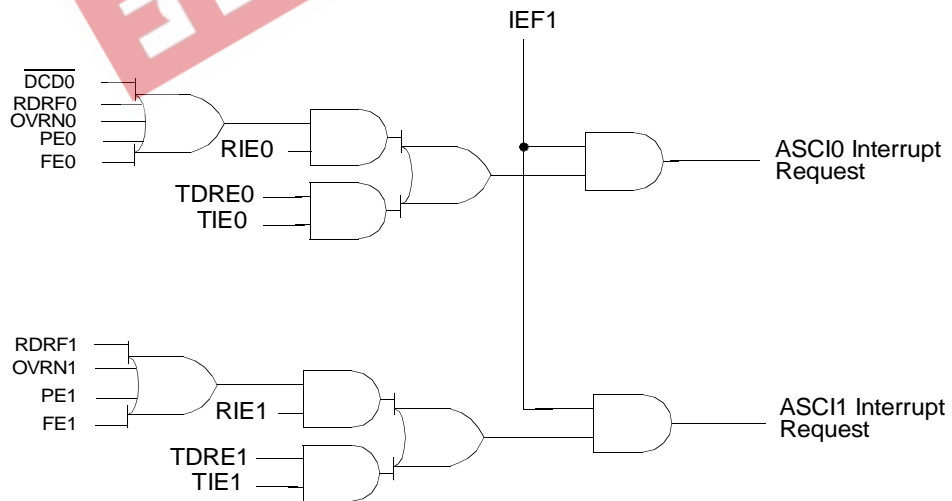 IEF1
DCD0
RDRF0
OVRN0
PE0
FE0
RIE0
TDRE0
TIE0
ASCI0 Interrupt
Request
RDRF1
OVRN1
PE1
FE1
RIE1
TDRE1
TIE1
ASCI1 Interrupt
Request